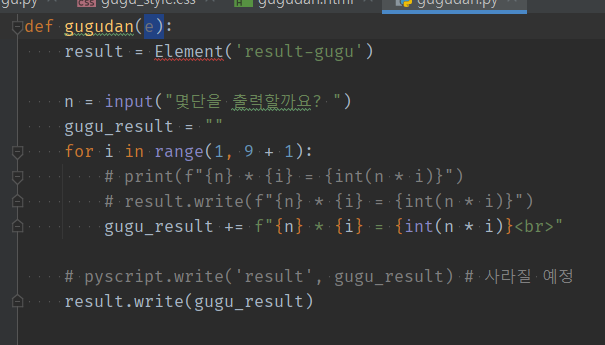 gu.py gugu_style.css gugudan.html gugudan.py
def gugudan(e):
    result = Element('result-gugu')

    n = input("몇단을 출력할까요? ")
    gugu_result = ""
    for i in range(1, 9 + 1):
        # print(f"{n} * {i} = {int(n * i)}")
        # result.write(f"{n} * {i} = {int(n * i)}")
        gugu_result += f"{n} * {i} = {int(n * i)}<br>"

    # pyscript.write('result', gugu_result) # 사라질 예정
    result.write(gugu_result)